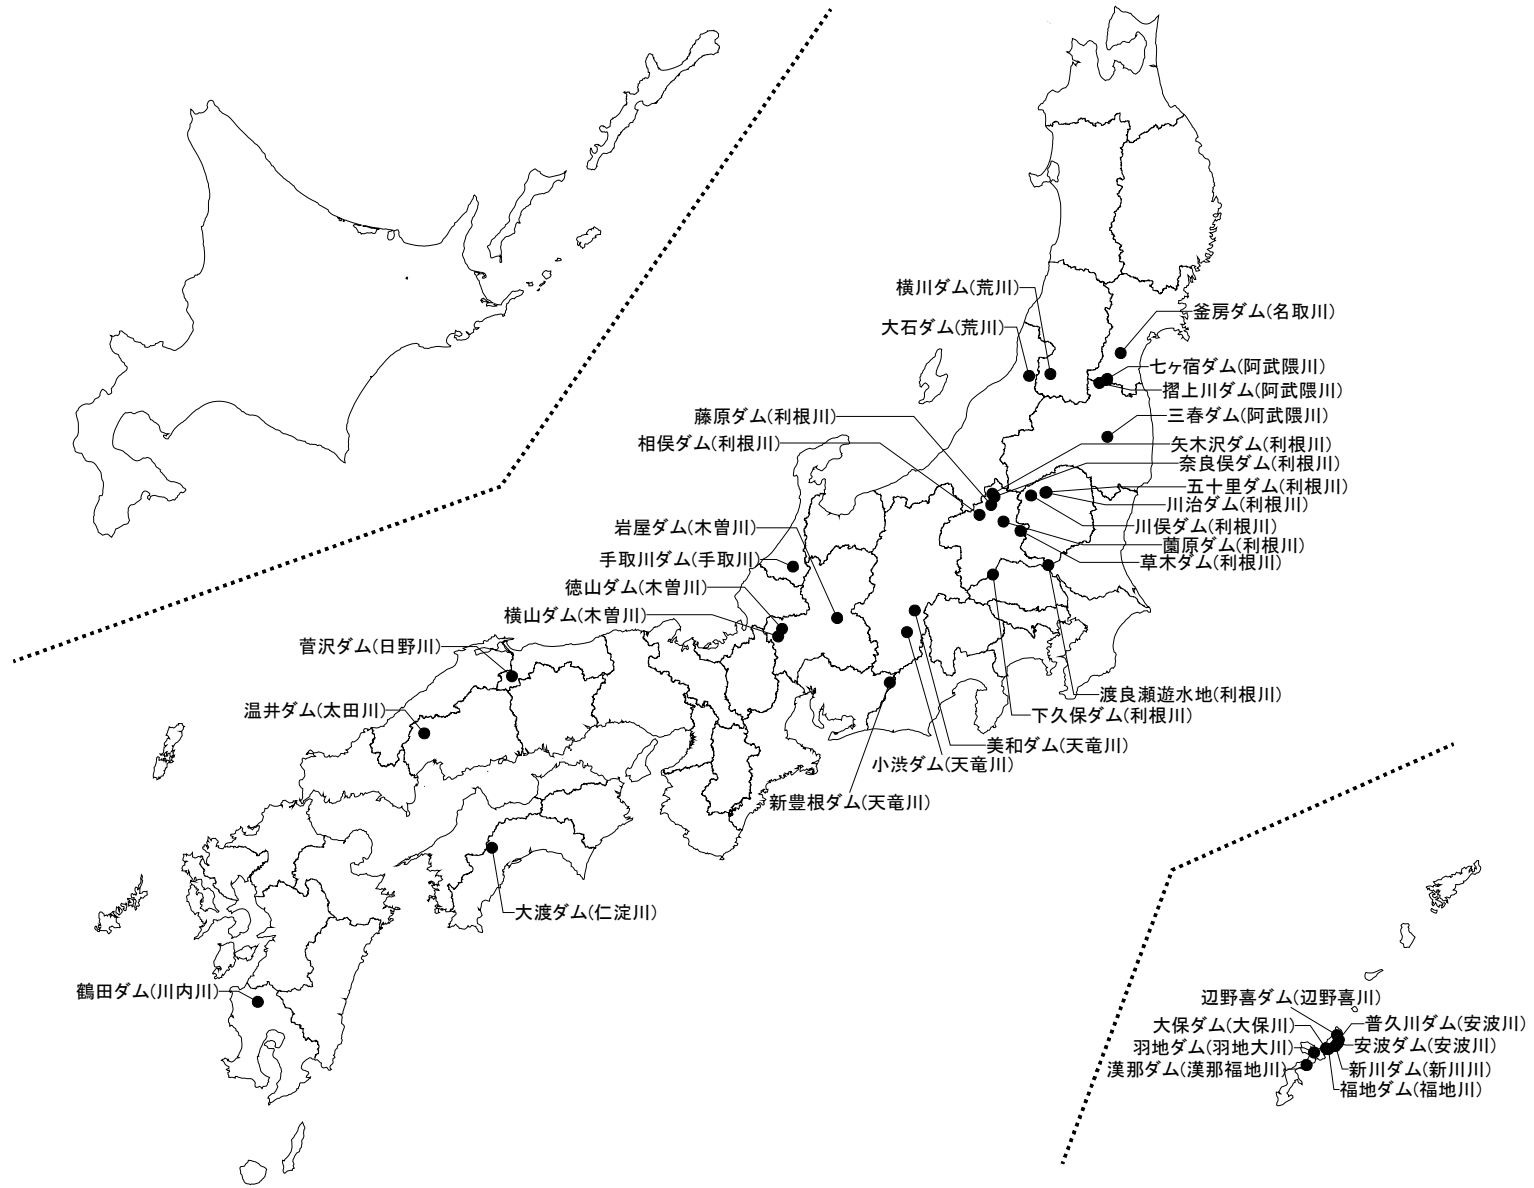 横川ダム(荒川)
釜房ダム(名取川)
大石ダム(荒川)
七ヶ宿ダム(阿武隈川)
摺上川ダム(阿武隈川)
藤原ダム(利根川)
三春ダム(阿武隈川)
相俣ダム(利根川)
矢木沢ダム(利根川)
奈良俣ダム(利根川)
五十里ダム(利根川)
川治ダム(利根川)
岩屋ダム(木曽川)
川俣ダム(利根川)
薗原ダム(利根川)
手取川ダム(手取川)
草木ダム(利根川)
徳山ダム(木曽川)
横山ダム(木曽川)
菅沢ダム(日野川)
渡良瀬遊水地(利根川)
温井ダム(太田川)
下久保ダム(利根川)
美和ダム(天竜川)
小渋ダム(天竜川)
新豊根ダム(天竜川)
大渡ダム(仁淀川)
鶴田ダム(川内川)
辺野喜ダム(辺野喜川)
大保ダム(大保川)
普久川ダム(安波川)
羽地ダム(羽地大川)
安波ダム(安波川)
漢那ダム(漢那福地川)
新川ダム(新川川)
福地ダム(福地川)